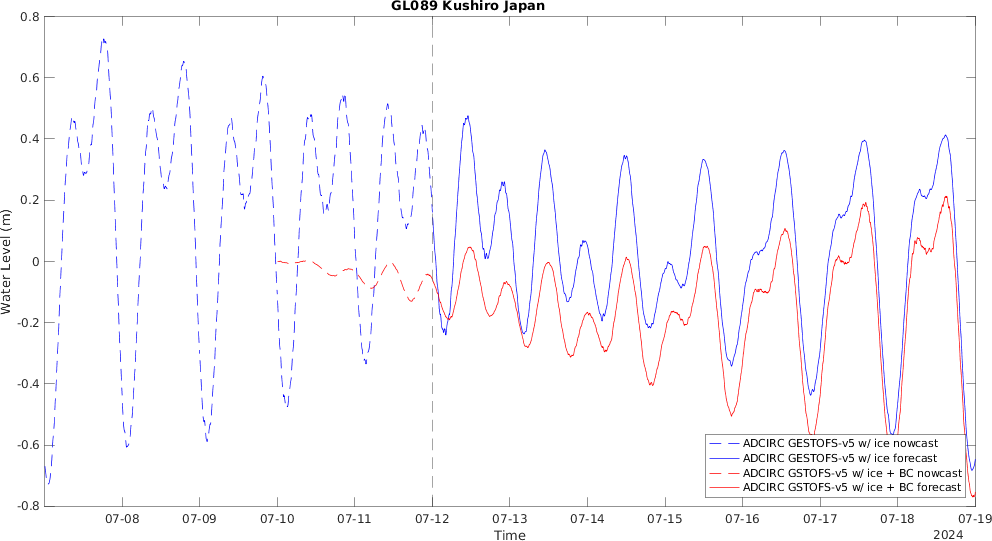 GL089 Kushiro Japan
0.8
0.6
0.4
0.2
0
-0.2
-0.4
-0.6
-0.8
Water Level (m)
07-08 07-09 07-10 07-11 07-12 07-13 07-14 07-15 07-16 07-17 07-18 07-19
Time
2024
ADCIRC GESTOFS-v5 w/ ice nowcast
ADCIRC GESTOFS-v5 w/ ice forecast
ADCIRC GSTOFS-v5 w/ ice + BC nowcast
ADCIRC GSTOFS-v5 w/ ice + BC forecast